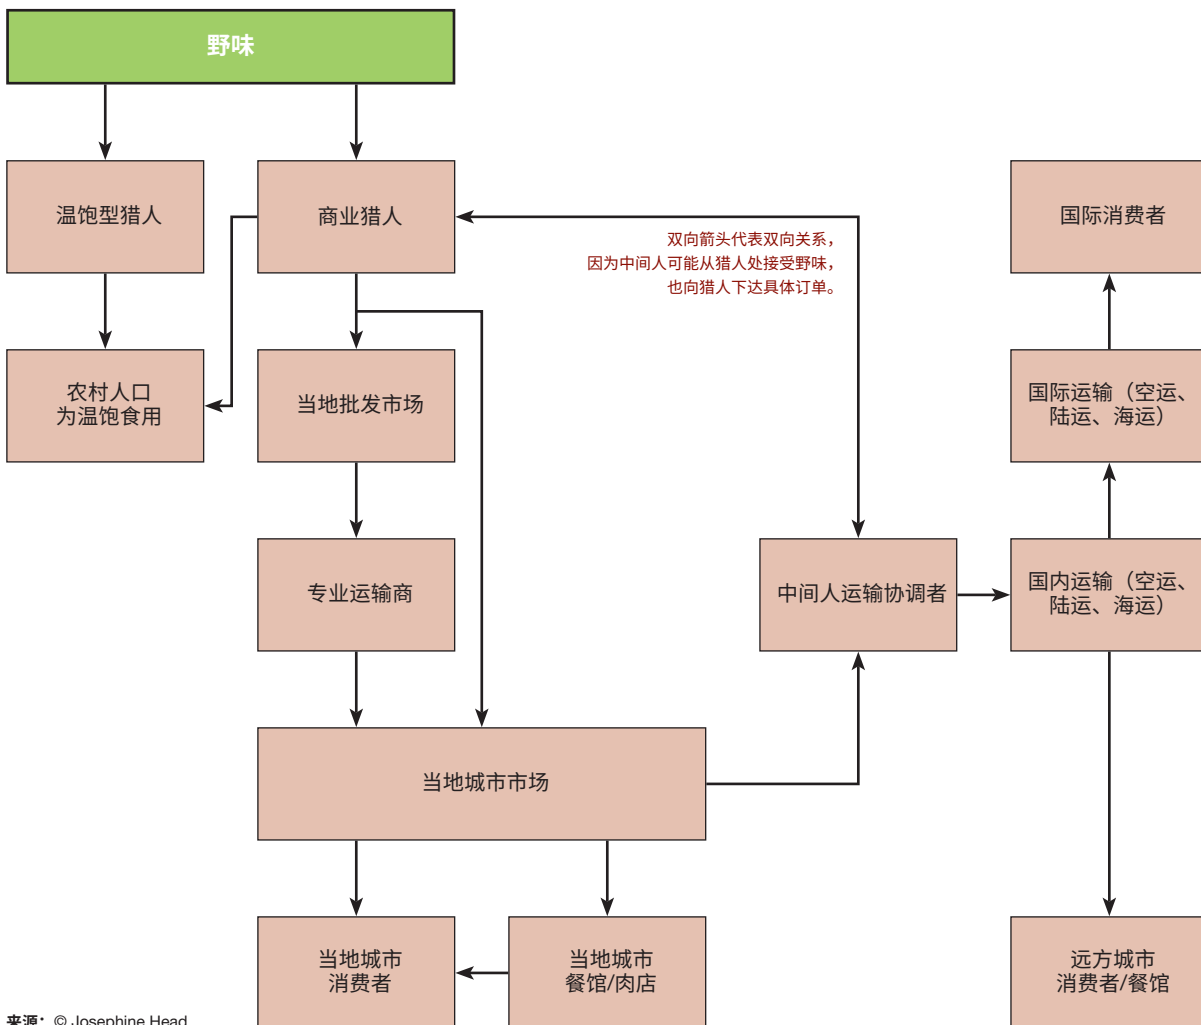 野味
温饱型猎人
商业猎人
国际消费者
双向箭头代表双向关系，
因为中间人可能从猎人处接受野味，
也向猎人下达具体订单。
农村人口
为温饱食用
当地批发市场
国际运输（空运、
陆运、海运）
专业运输商
中间人运输协调者
国内运输（空运、
陆运、海运）
当地城市市场
当地城市
消费者
当地城市
餐馆/肉店
远方城市
消费者/餐馆
来源：© Josephine Head